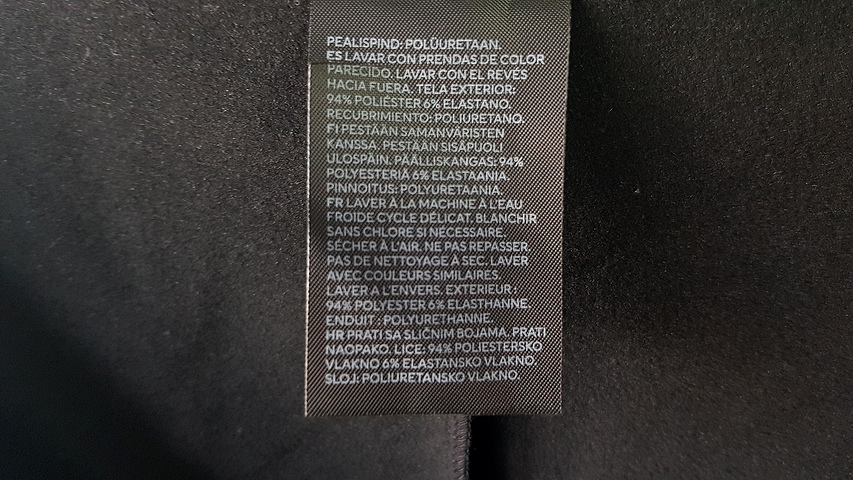 PEALISPIND: POLÜURETAAN.
ES LAVAR CON PRENDAS DE COLOR
PARECIDO. LAVAR CON EL REVÉS
HACIA FUERA. TELA EXTERIOR:
94% POLIÉSTER 6% ELASTANO.
RECUBRIMIENTO: POLIURETANO.
FI PESTÄÄN SAMANVÄRISTEN
KANSSA. PESTÄÄN SISÄPUOLI
ULOSPÄIN. PÄÄLLISKANGAS: 94%
POLYESTERIÄ 6% ELASTAANIA.
PINNOITUS: POLYURETAANIA.
FR LAVER À LA MACHINE À L'EAU
FROIDE CYCLE DÉLICAT. BLANCHIR
SANS CHLORE SI NÉCESSAIRE.
SÉCHER À L'AIR. NE PAS REPASSER.
PAS DE NETTOYAGE À SEC. LAVER
AVEC COULEURS SIMILAIRES.
LAVER A L'ENVERS. EXTERIEUR :
94% POLYESTER 6% ELASTHANNE.
ENDUIT : POLYURETHANNE.
HR PRATI SA SLIČNIM BOJAMA. PRATI
NAOPAKO. LICE: 94% POLIESTERSKO
VLAKNO 6% ELASTANSKO VLAKNO.
SLOJ: POLIURETANSKO VLAKNO.